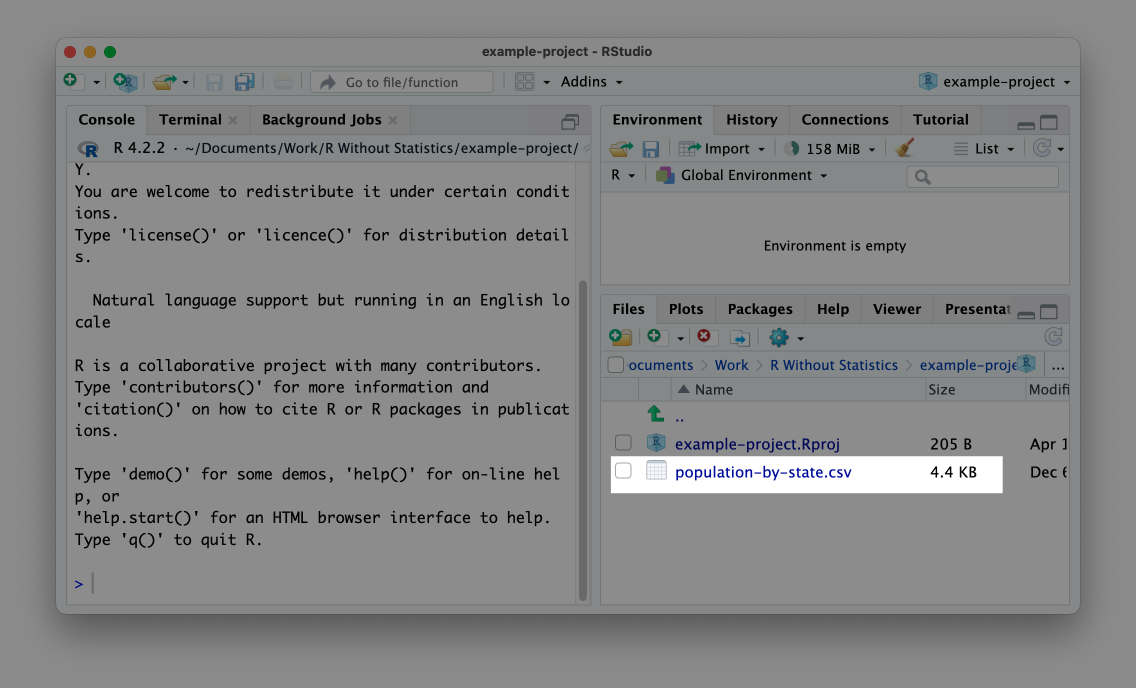 example-project - RStudio
Go to file/function
Addins
example-project
Console
Terminal
Background Jobs
R 4.2.2 · ~/Documents/Work/R Without Statistics/example-project/
Y.
You are welcome to redistribute it under certain condit
ions.
Type 'license()' or 'licence()' for distribution detail
s.
Natural language support but running in an English lo
cale
R is a collaborative project with many contributors.
Type 'contributors()' for more information and
'citation()' on how to cite R or R packages in publicat
ions.
Type 'demo()' for some demos, 'help()' for on-line hel
p, or
'help.start()' for an HTML browser interface to help.
Type 'q()' to quit R.
>
Environment
History
Connections
Tutorial
Import
158 MiB
List
R
Global Environment
Environment is empty
Files
Plots
Packages
Help
Viewer
Presentat
ocuments
Work
R Without Statistics
example-proje
...
Name
Size
Modifi
..
example-project.Rproj
205 B
Apr 1
population-by-state.csv
4.4 KB
Dec 6